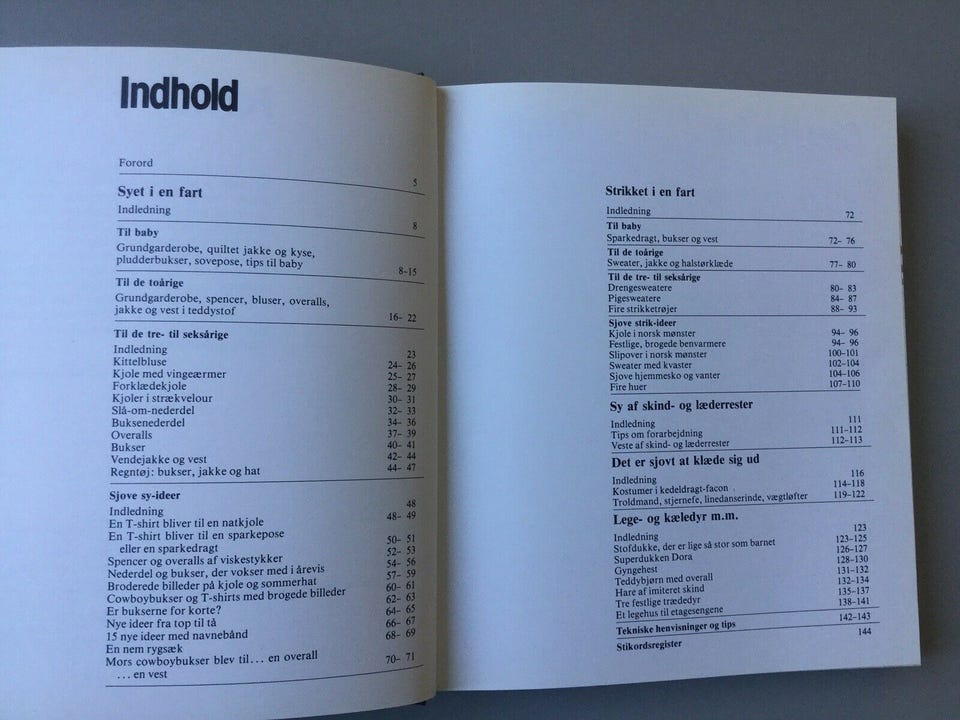 Indhold
Forord 5
Syet i en fart
Indledning 8
Til baby
Grundgarderobe, quiltet jakke og kyse,
pludderbukser, sovepose, tips til baby 8-15
Til de toårige
Grundgarderobe, spencer, bluser, overalls,
jakke og vest i teddystof 16- 22
Til de tre- til seksårige
Indledning 23
Kittelbluse 24- 26
Kjole med vingeærmer 25- 27
Forklædekjole 28- 29
Kjoler i strækvelour 30- 31
Slå-om-nederdel 32- 33
Buksenederdel 34- 36
Overalls 37- 39
Bukser 40- 41
Vendejakke og vest 42- 44
Regntøj: bukser, jakke og hat 44- 47
Sjove sy-ideer
Indledning 48
En T-shirt bliver til en natkjole 48- 49
En T-shirt bliver til en sparkepose
eller en sparkedragt 50- 51
Spencer og overalls af viskestykker 52- 53
Nederdel og bukser, der vokser med i årevis 54- 56
Broderede billeder på kjole og sommerhat 57- 59
Cowboybukser og T-shirts med brogede billeder 60- 61
Er bukserne for korte? 62- 63
Nye ideer fra top til tå 64- 65
15 nye ideer med navnebånd 66- 67
En nem rygsæk 68- 69
Mors cowboybukser blev til... en overall
... en vest 70- 71
Strikket i en fart
Indledning 72
Til baby
Sparkedragt, bukser og vest 72- 76
Til de toårige
Sweater, jakke og halstørklæde 77- 80
Til de tre- til seksårige
Drengesweatere 80- 83
Pigesweatere 84- 87
Fire strikketrøjer 88- 93
Sjove strik-ideer
Kjole i norsk mønster 94- 96
Festlige, brogede benvarmere 94- 96
Slipover i norsk mønster 100-101
Sweater med kvaster 102-104
Sjove hjemmesko og vanter 104-106
Fire huer 107-110
Sy af skind- og læderrester
Indledning 111
Tips om forarbejdning 111-112
Veste af skind- og læderrester 112-113
Det er sjovt at klæde sig ud
Indledning 116
Kostumer i kedeldragt-facon 114-118
Troldmand, stjernefe, linedanserinde, vægtløfter 119-122
Lege- og kæledyr m.m.
Indledning 123
Stofdukke, der er lige så stor som barnet 123-125
Superdukken Dora 126-127
Gyngehest 128-130
Teddybjørn med overall 131-132
Hare af imiteret skind 132-134
Tre festlige trædedyr 135-137
Et legehus til etagesengene 138-141
Tekniske henvisninger og tips 142-143
Stikordsregister 144